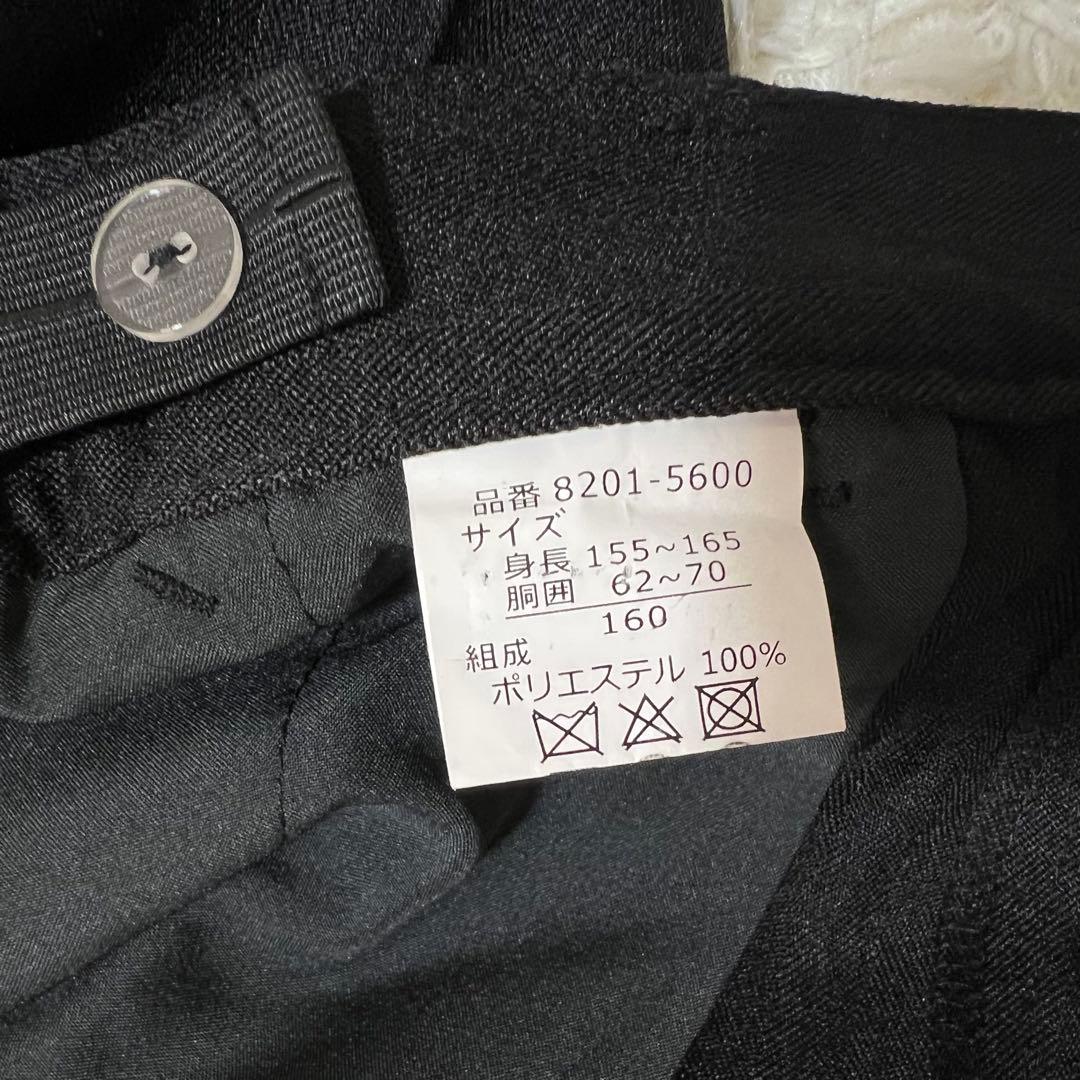 品番 8201-5600
サイズ
身長 155~165
胴囲 62~70
160
組成
ポリエステル 100%